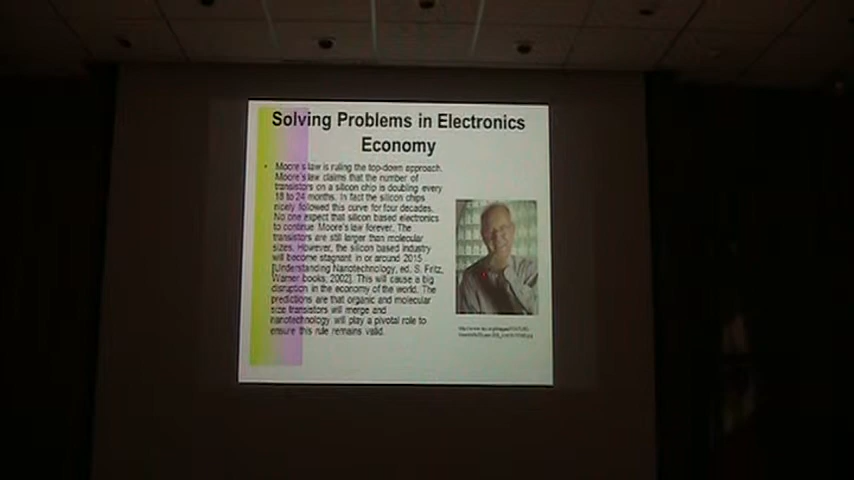 Solving Problems in Electronics
Economy
• Moore's law is ruling the top-down approach.
Moore's law claims that the number of
transistors on a silicon chip is doubling every
18 to 24 months. In fact the silicon chips
nicely followed this curve for four decades.
No one expect that silicon based electronics
to continue Moore's law forever. The
transistors are still larger than molecular
sizes. However, the silicon based industry
will become stagnant in or around 2015
[Understanding Nanotechnology, ed. S. Fritz,
Warner books, 2002]. This will cause a big
disruption in the economy of the world. The
predictions are that organic and molecular
size transistors will merge and
nanotechnology will play a pivotal role to
ensure this rule remains valid.